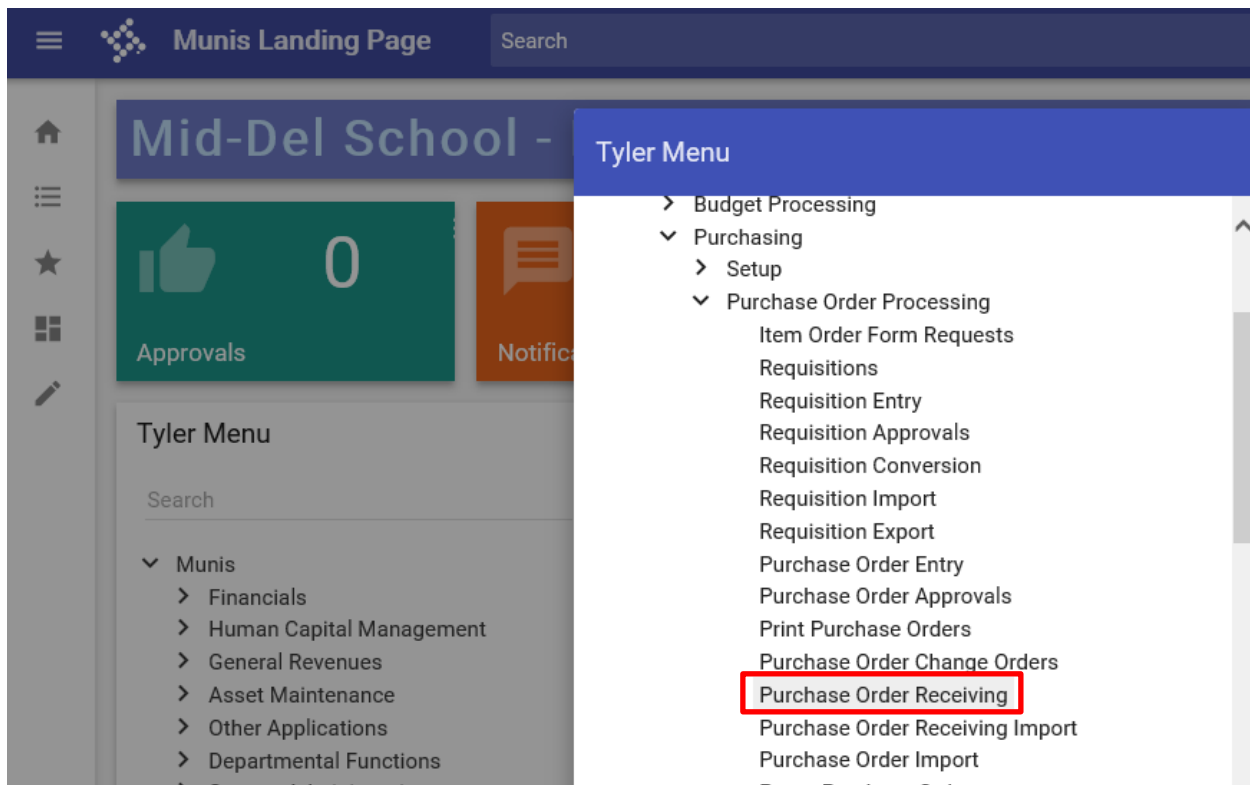 Munis Landing Page
Search
Mid-Del School -
Approvals
0
Tyler Menu
Search
Munis
Financials
Human Capital Management
General Revenues
Asset Maintenance
Other Applications
Departmental Functions
Tyler Menu
Budget Processing
Purchasing
Setup
Purchase Order Processing
Item Order Form Requests
Requisitions
Requisition Entry
Requisition Approvals
Requisition Conversion
Requisition Import
Requisition Export
Purchase Order Entry
Purchase Order Approvals
Print Purchase Orders
Purchase Order Change Orders
Purchase Order Receiving
Purchase Order Receiving Import
Purchase Order Import